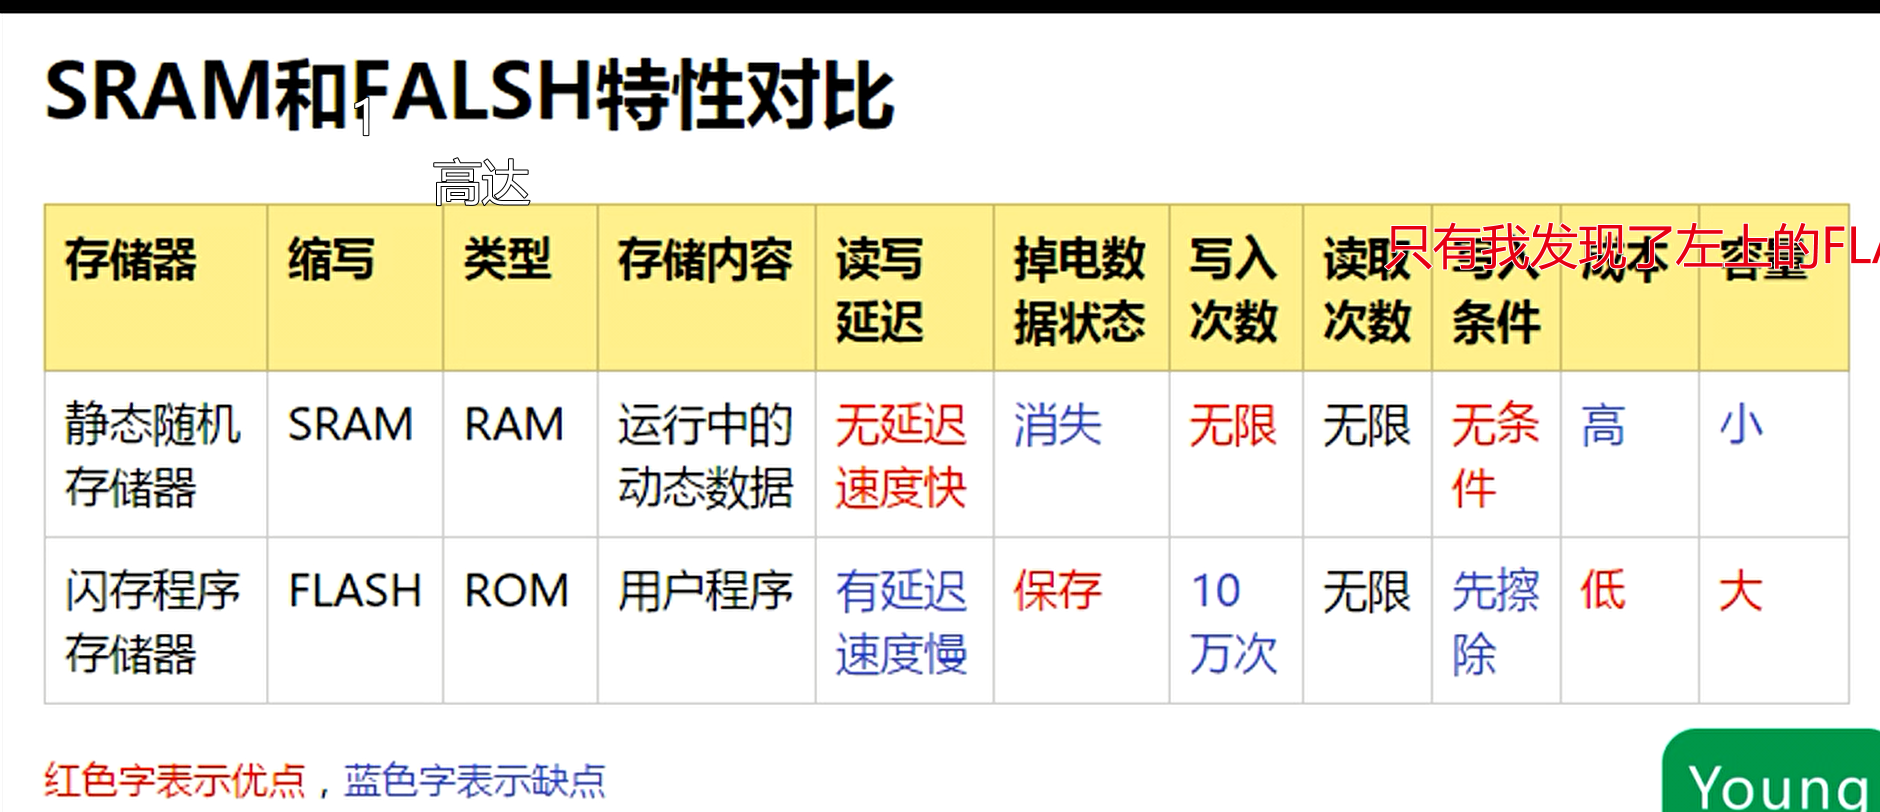 SRAM和FALSH特性对比
1
高达
只有我发现了左上的FLA
存储器 缩写 类型 存储内容 读写延迟 掉电数据状态 写入次数 读取次数 写入条件 成本 容量
静态随机存储器 SRAM RAM 运行中的动态数据 无延迟速度快 消失 无限 无限 无条件 高 小
闪存程序存储器 FLASH ROM 用户程序 有延迟速度慢 保存 10万次 无限 先擦除 低 大
红色字表示优点，蓝色字表示缺点
Young